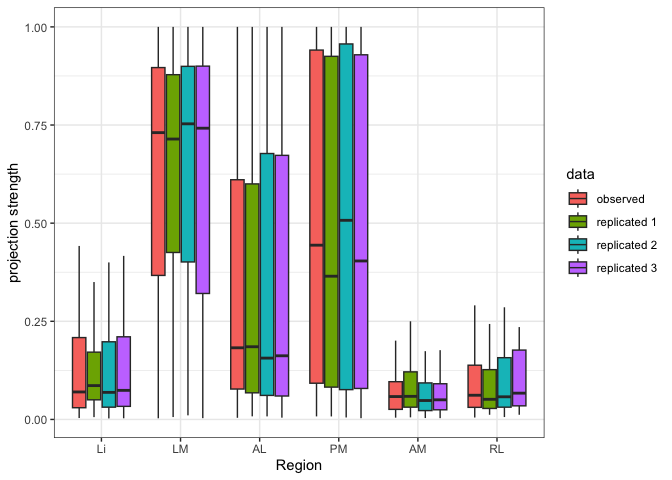 1.00
0.75
0.50
0.25
0.00
projection strength
Li LM AL PM AM RL
Region
data
observed
replicated 1
replicated 2
replicated 3